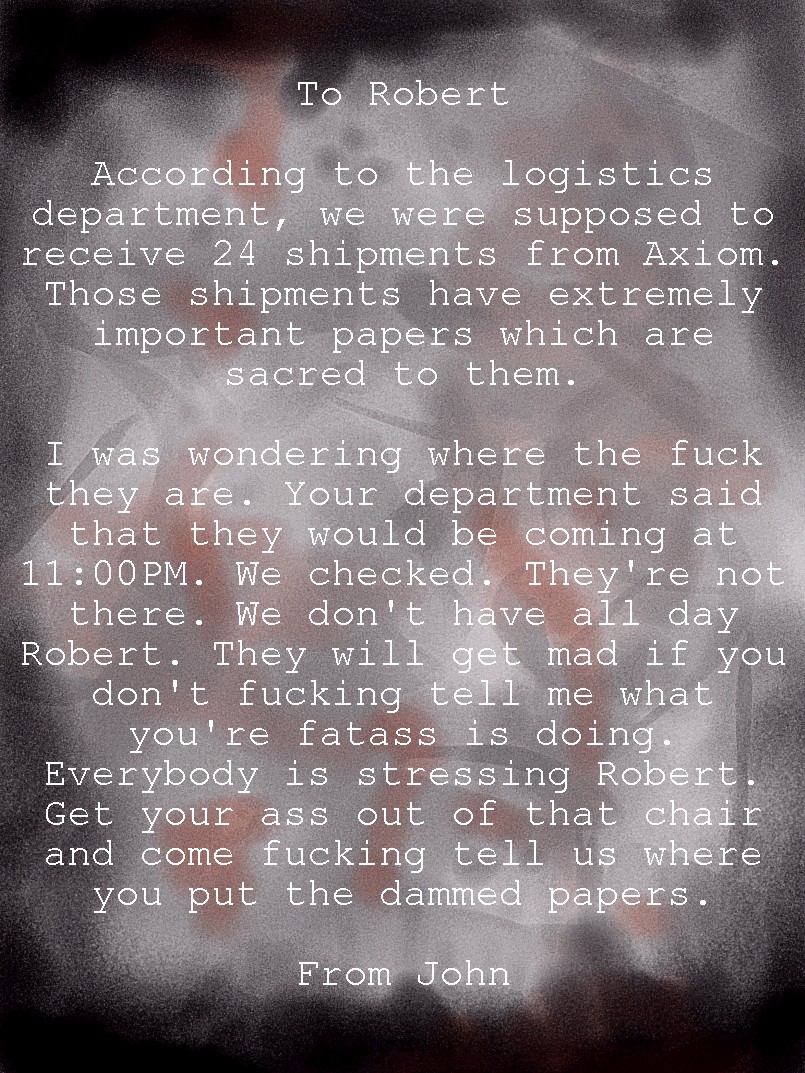 To Robert
According to the logistics
department, we were supposed to
receive 24 shipments from Axiom.
Those shipments have extremely
important papers which are
sacred to them.
I was wondering where the fuck
they are. Your department said
that they would be coming at
11:00PM. We checked. They're not
there. We don't have all day
Robert. They will get mad if you
don't fucking tell me what
you're fatass is doing.
Everybody is stressing Robert.
Get your ass out of that chair
and come fucking tell us where
you put the dammed papers.
From John